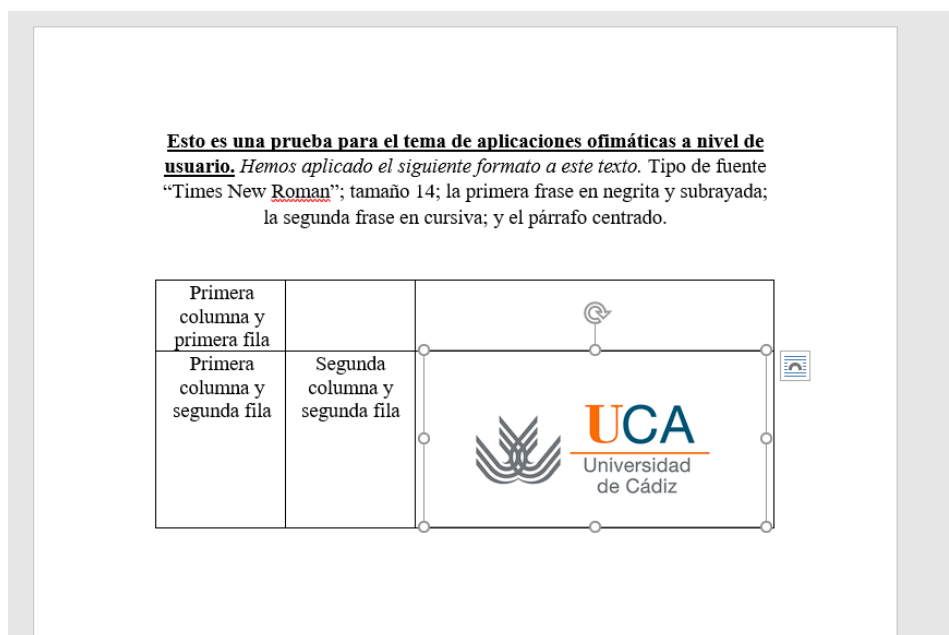 Esto es una prueba para el tema de aplicaciones ofimáticas a nivel de
usuario. Hemos aplicado el siguiente formato a este texto. Tipo de fuente
“Times New Roman”; tamaño 14; la primera frase en negrita y subrayada;
la segunda frase en cursiva; y el párrafo centrado.
Primera
columna y
primera fila
Primera
columna y
segunda fila
Segunda
columna y
segunda fila
UCA
Universidad
de Cádiz